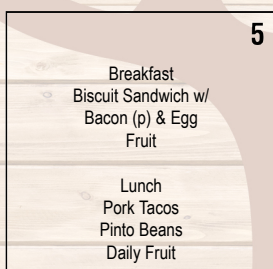 5
Breakfast
Biscuit Sandwich w/
Bacon (p) & Egg
Fruit
Lunch
Pork Tacos
Pinto Beans
Daily Fruit